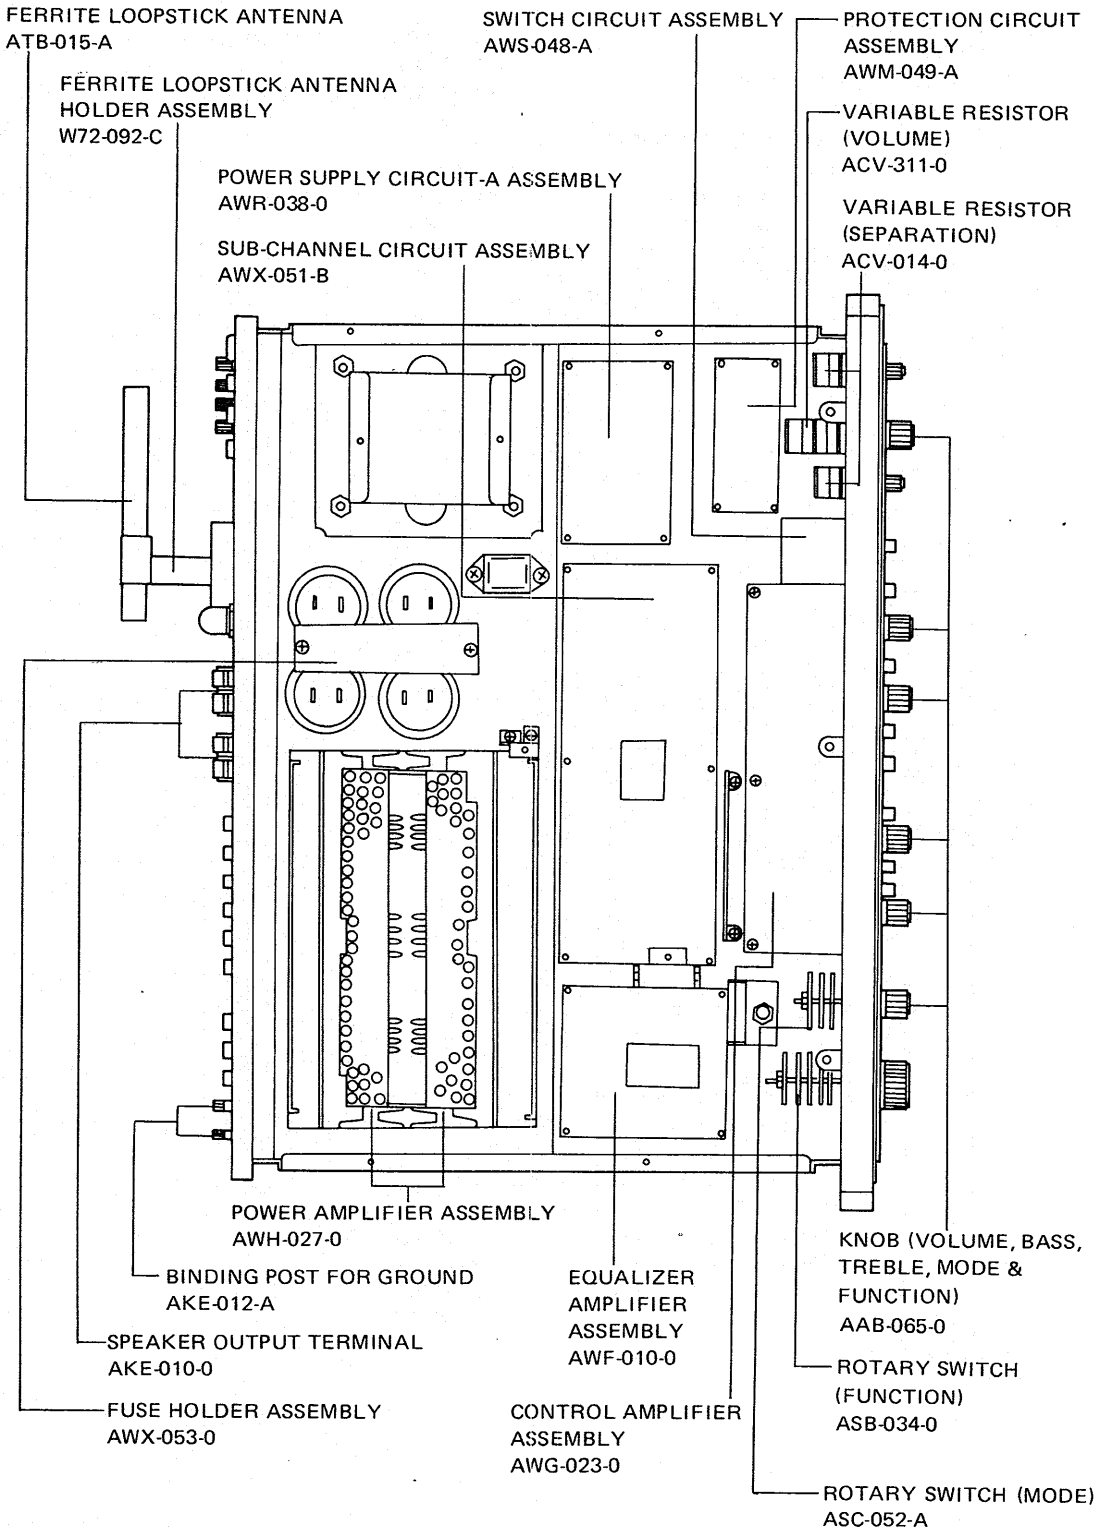 FERRITE LOOPSTICK ANTENNA
ATB-015-A
FERRITE LOOPSTICK ANTENNA
HOLDER ASSEMBLY
W72-092-C
SWITCH CIRCUIT ASSEMBLY
AWS-048-A
PROTECTION CIRCUIT
ASSEMBLY
AWM-049-A
VARIABLE RESISTOR
(VOLUME)
ACV-311-0
VARIABLE RESISTOR
(SEPARATION)
ACV-014-0
POWER SUPPLY CIRCUIT-A ASSEMBLY
AWR-038-0
SUB-CHANNEL CIRCUIT ASSEMBLY
AWX-051-B
POWER AMPLIFIER ASSEMBLY
AWH-027-0
BINDING POST FOR GROUND
AKE-012-A
SPEAKER OUTPUT TERMINAL
AKE-010-0
FUSE HOLDER ASSEMBLY
AWX-053-0
EQUALIZER
AMPLIFIER
ASSEMBLY
AWF-010-0
CONTROL AMPLIFIER
ASSEMBLY
AWG-023-0
KNOB (VOLUME, BASS,
TREBLE, MODE &
FUNCTION)
AAB-065-0
ROTARY SWITCH
(FUNCTION)
ASB-034-0
ROTARY SWITCH (MODE)
ASC-052-A